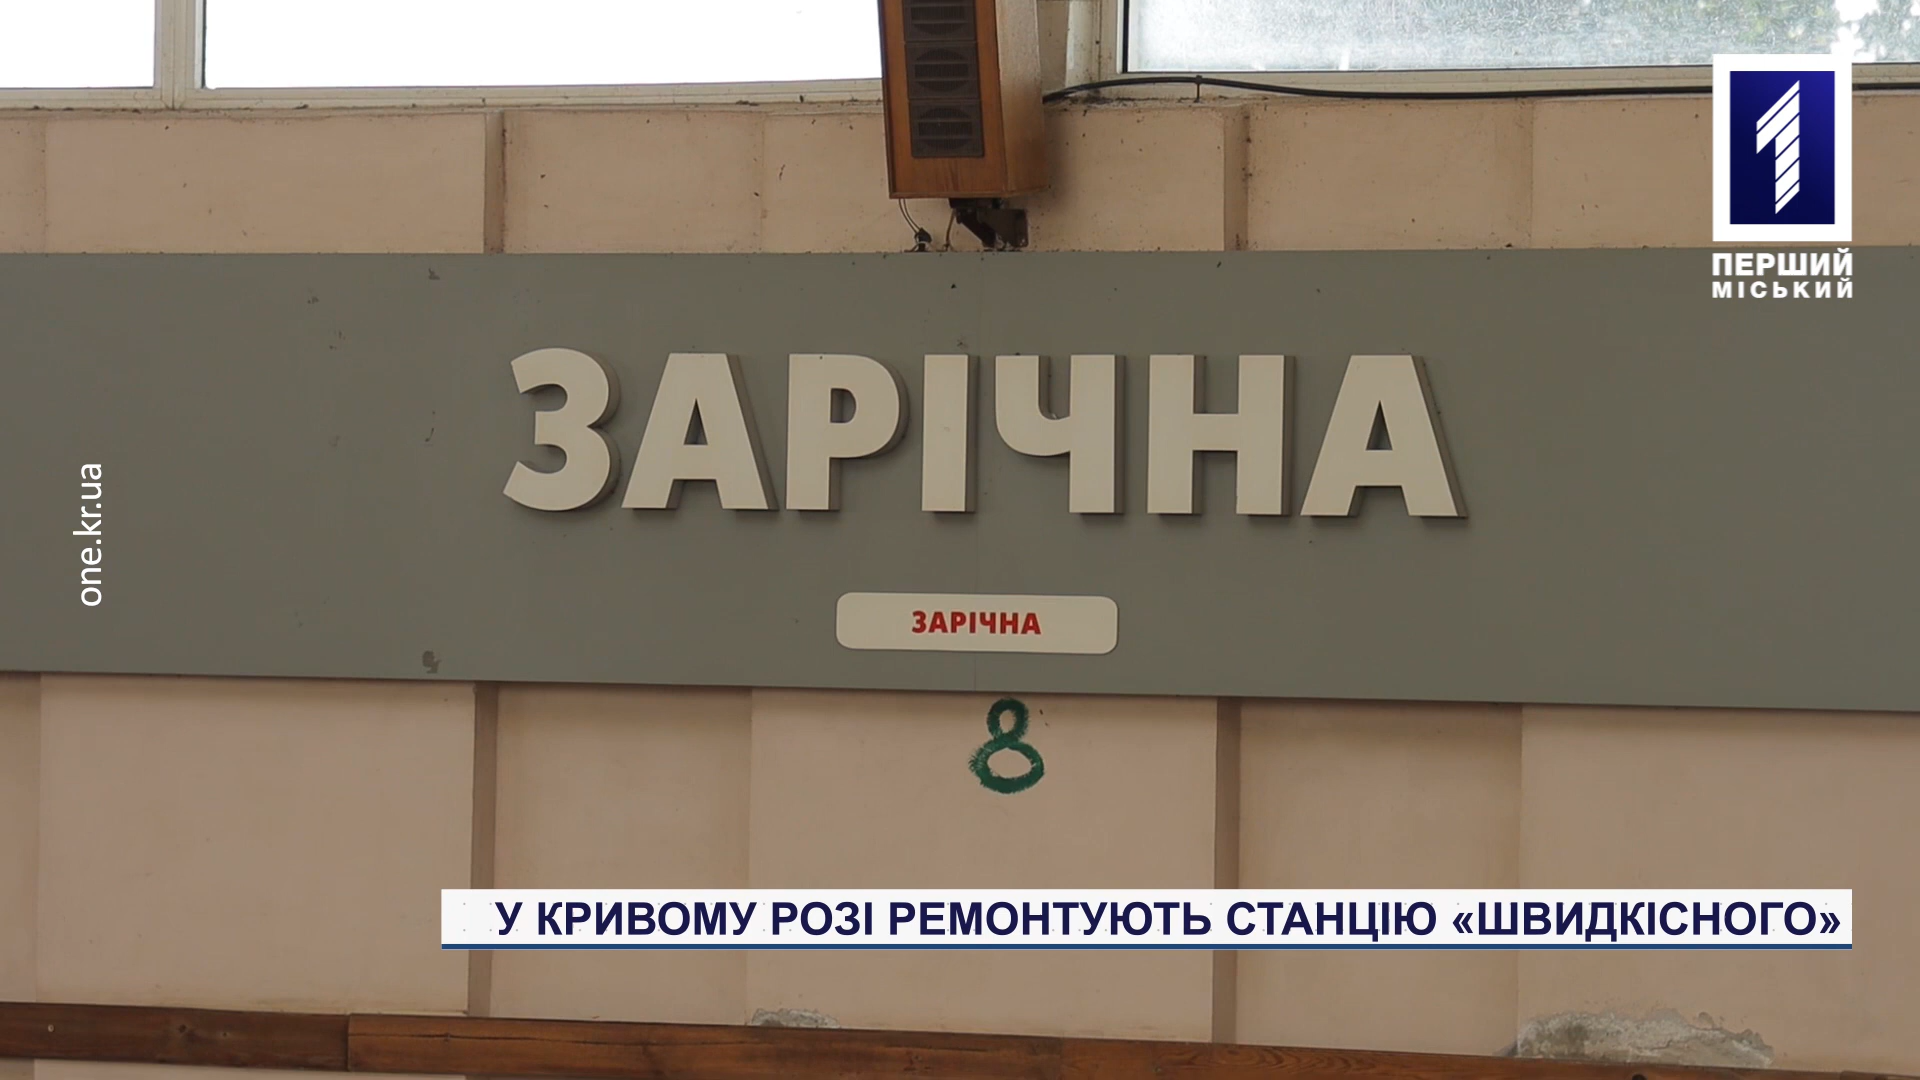 ПЕРШИЙ
МІСЬКИЙ
ЗАРІЧНА
one.kr.ua
ЗАРІЧНА
8
У КРИВОМУ РОЗІ РЕМОНТУЮТЬ СТАНЦІЮ «ШВИДКІСНОГО»